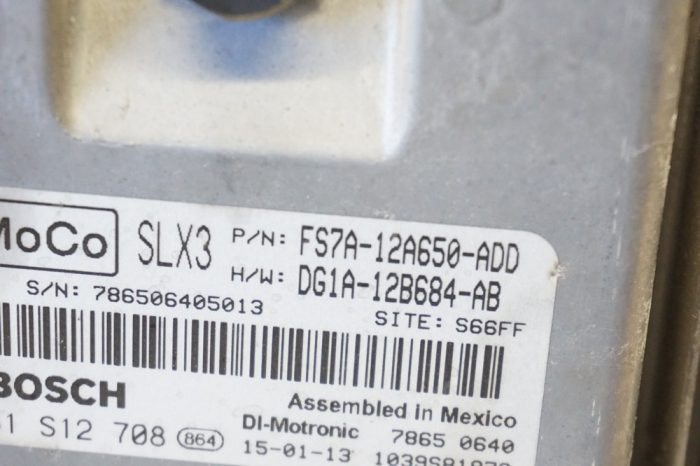 MoCo SLX3 P/N: FS7A-12A650-ADD
H/W: DG1A-12B684-AB
S/N: 786506405013 SITE: S66FF
BOSCH Assembled in Mexico
S12 708 864 DI-Motronic 7865 0640
15-01-13